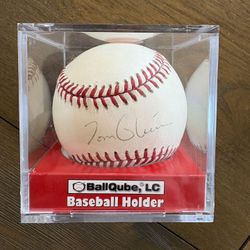 Tom Glavine
BallQube, LC
Baseball Holder